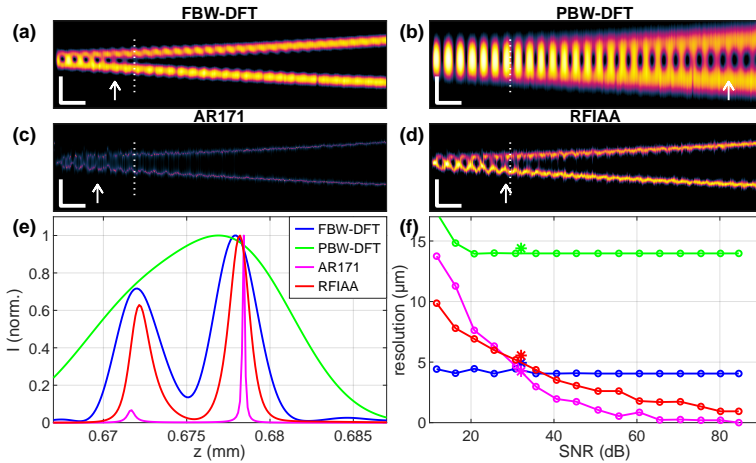 (a) FBW-DFT
(b) PBW-DFT
(c) AR171
(d) RFIAA
(e)
I (norm.)
1
0.8
0.6
0.4
0.2
0
0.67 0.675 0.68 0.685
z (mm)
FBW-DFT
PBW-DFT
AR171
RFIAA
(f)
resolution (μm)
15
10
5
0
20 40 60 80
SNR (dB)